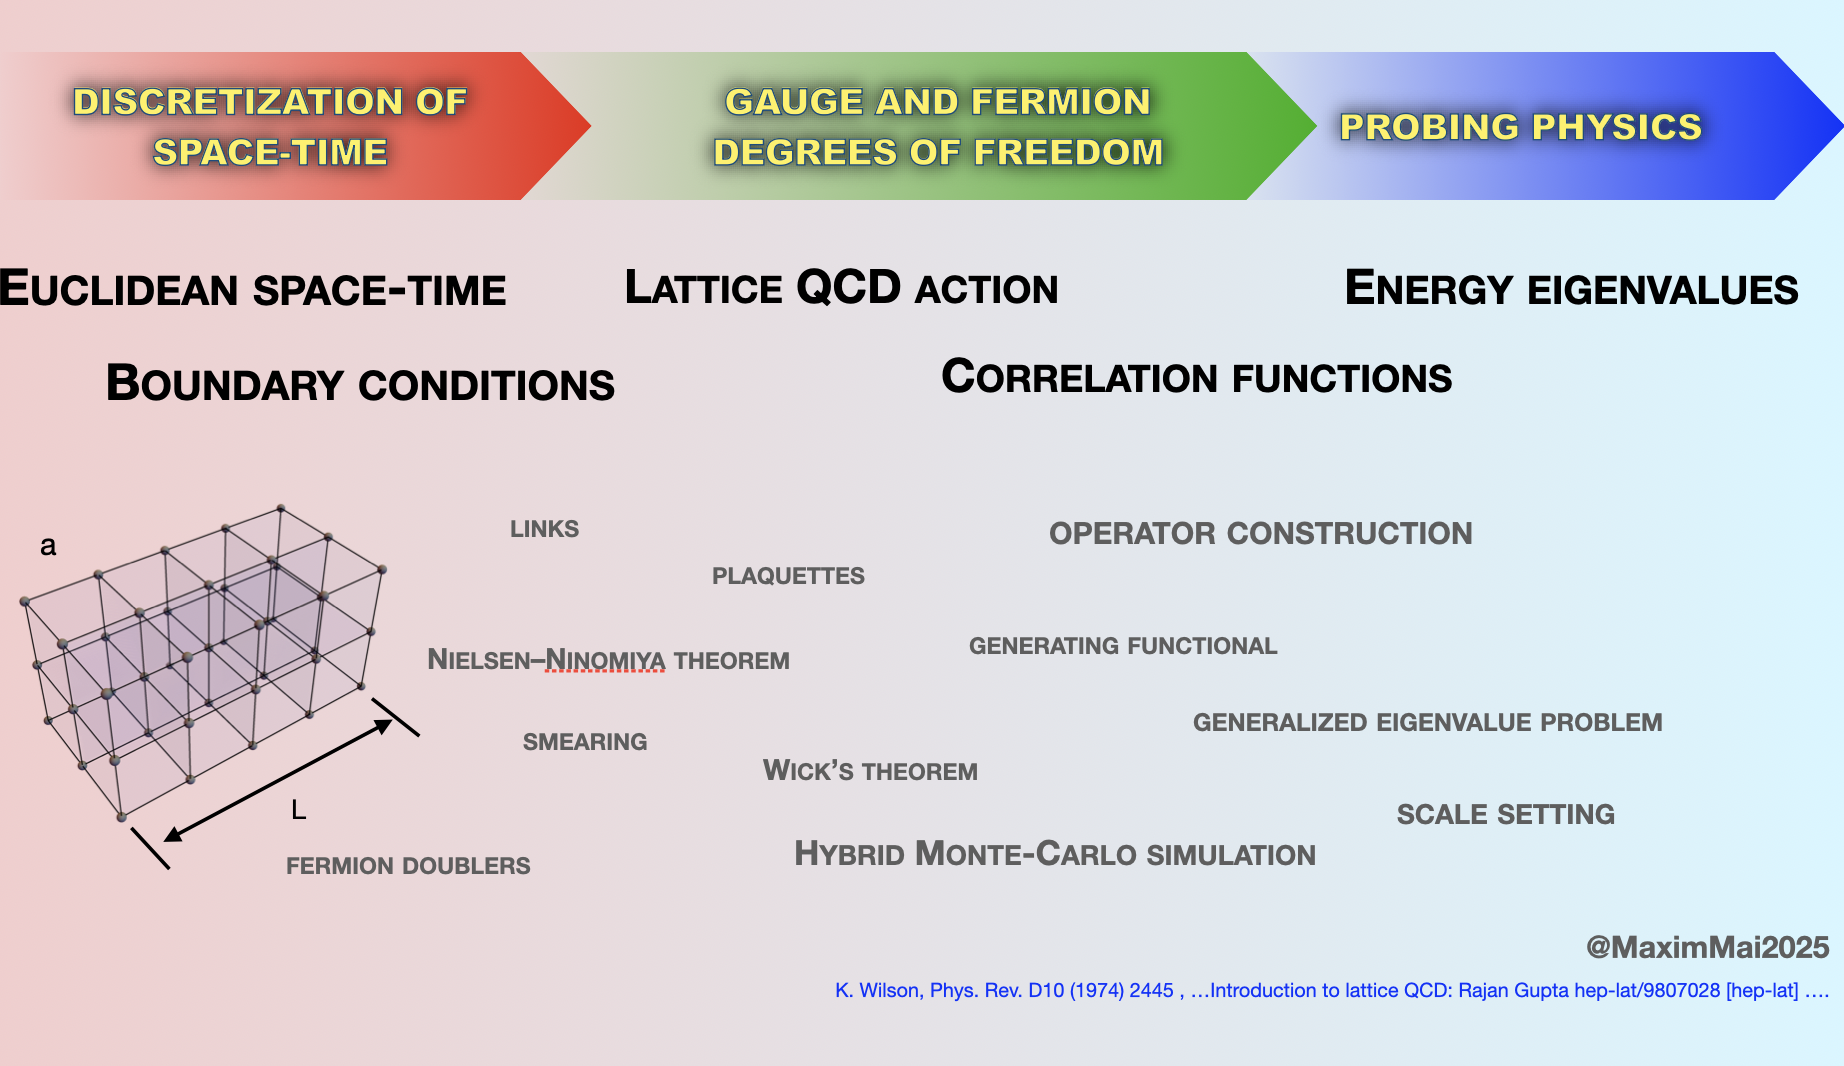 DISCRETIZATION OF
SPACE-TIME
GAUGE AND FERMION
DEGREES OF FREEDOM
PROBING PHYSICS
EUCLIDEAN SPACE-TIME
LATTICE QCD ACTION
ENERGY EIGENVALUES
BOUNDARY CONDITIONS
CORRELATION FUNCTIONS
a
LINKS
OPERATOR CONSTRUCTION
PLAQUETTES
NIELSEN–NINOMIYA THEOREM
GENERATING FUNCTIONAL
SMEARING
GENERALIZED EIGENVALUE PROBLEM
WICK'S THEOREM
L
SCALE SETTING
FERMION DOUBLERS
HYBRID MONTE-CARLO SIMULATION
@MaximMai2025
K. Wilson, Phys. Rev. D10 (1974) 2445 , …Introduction to lattice QCD: Rajan Gupta hep-lat/9807028 [hep-lat] ….